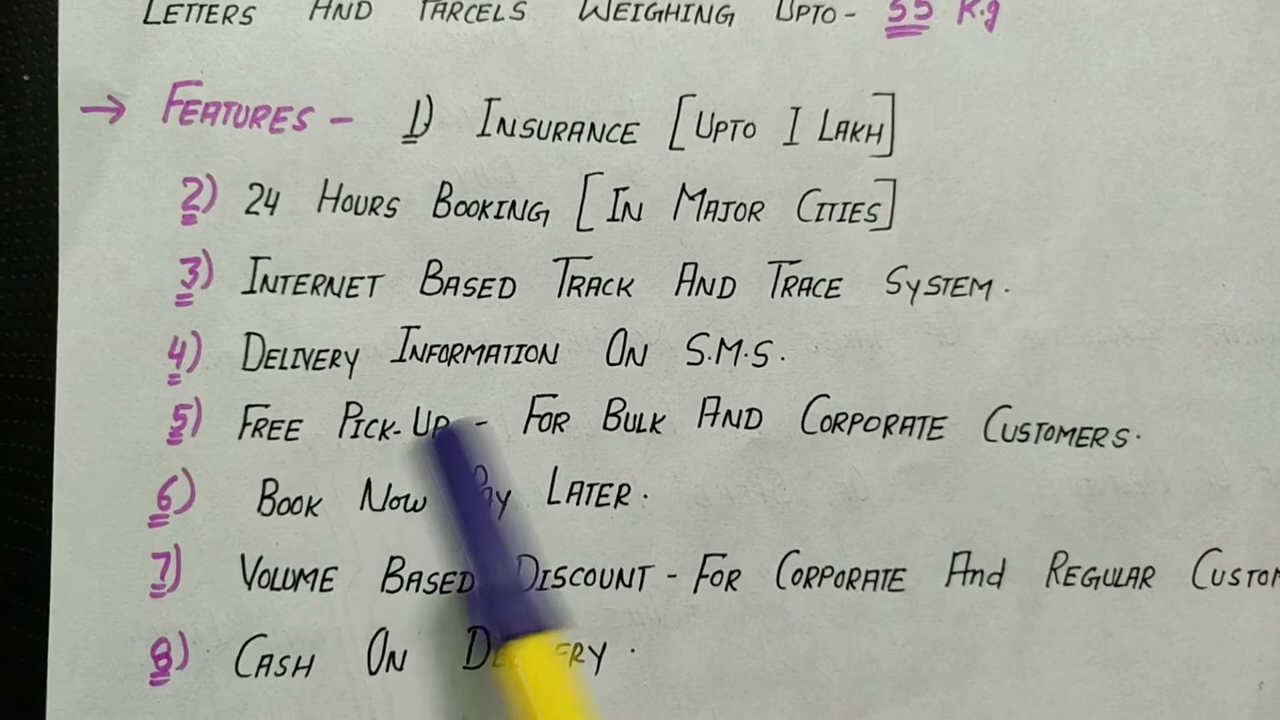 LETTERS AND PARCELS WEIGHING UPTO- 35 K.g
→ FEATURES - 1) INSURANCE [UPTO 1 LAKH]
2) 24 HOURS BOOKING [IN MAJOR CITIES]
3) INTERNET BASED TRACK AND TRACE SYSTEM.
4) DELIVERY INFORMATION ON S.M.S.
5) FREE PICK-UP - FOR BULK AND CORPORATE CUSTOMERS.
6) BOOK NOW PAY LATER.
7) VOLUME BASED DISCOUNT - FOR CORPORATE And REGULAR CUSTOM
8) CASH ON